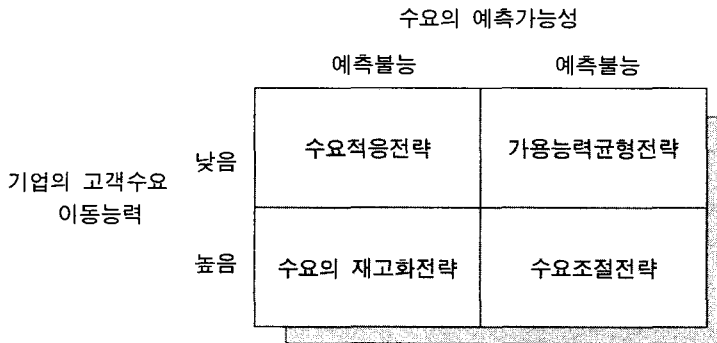 수요의 예측가능성
예측불능 예측불능
기업의 고객수요
이동능력
낮음 수요적응전략 가용능력균형전략
높음 수요의 재고화전략 수요조절전략